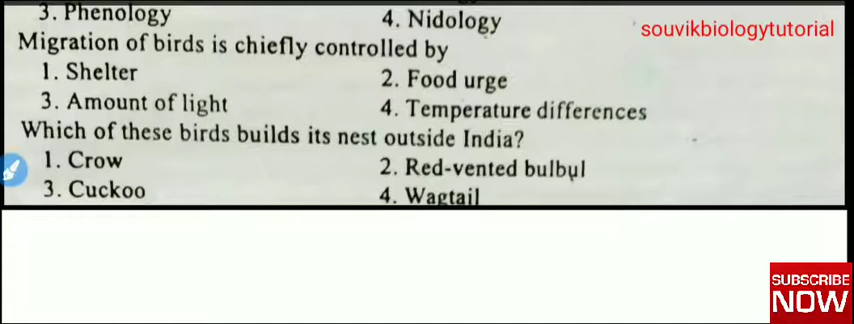 3. Phenology 4. Nidology
souvikbiologytutorial
Migration of birds is chiefly controlled by
1. Shelter 2. Food urge
3. Amount of light 4. Temperature differences
Which of these birds builds its nest outside India?
1. Crow 2. Red-vented bulbul
3. Cuckoo 4. Wagtail
SUBSCRIBE
NOW